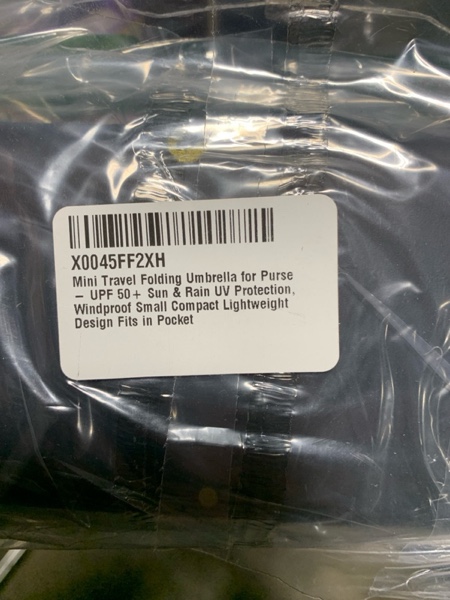 X0045FF2XH
Mini Travel Folding Umbrella for Purse
– UPF 50+ Sun & Rain UV Protection,
Windproof Small Compact Lightweight
Design Fits in Pocket